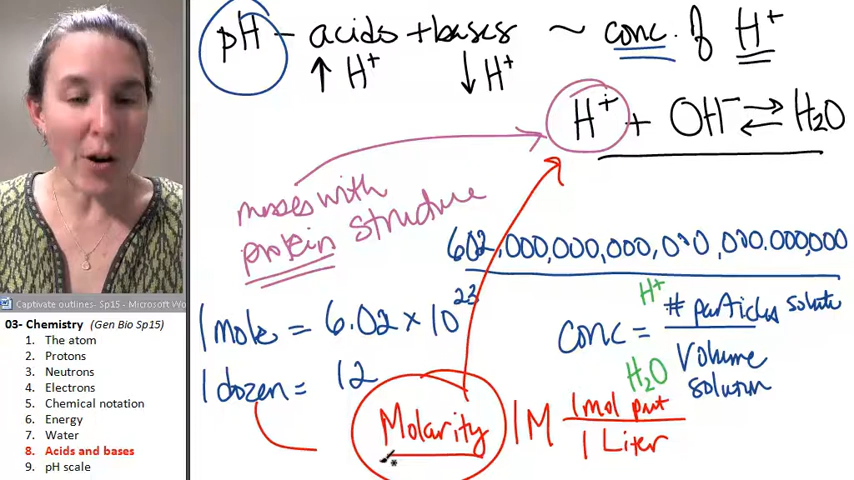 pH - acids + bases ~ conc. of H⁺
↑ H⁺ ↓ H⁺
H⁺ + OH⁻ ⇄ H₂O
messes with
protein structure
602,000,000,000,000,000.000,000
1 mole = 6.02 × 10²³
1 dozen = 12
H⁺
conc = # particles solute
H₂O
Volume
solution
Molarity 1M 1 mol part
1 Liter
Captivate outlines- Sp15 - Microsoft Wo
03- Chemistry (Gen Bio Sp15)
1. The atom
2. Protons
3. Neutrons
4. Electrons
5. Chemical notation
6. Energy
7. Water
8. Acids and bases
9. pH scale